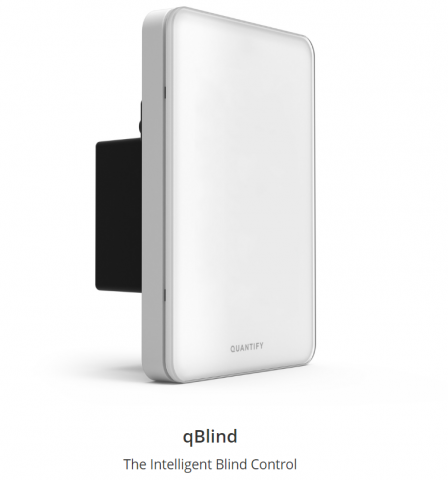 QUANTIFY
qBlind
The Intelligent Blind Control